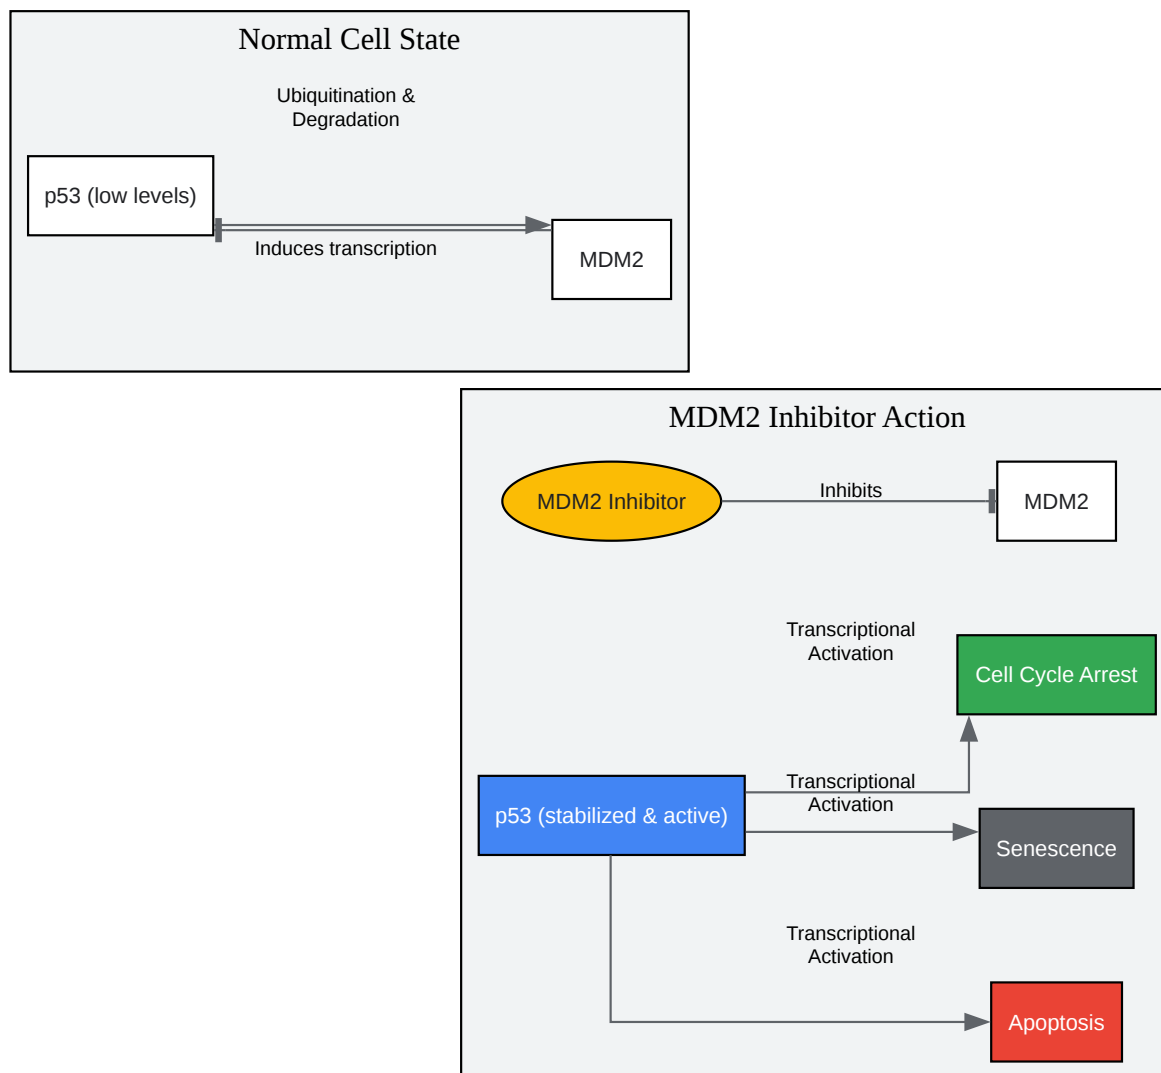 Normal Cell State
Ubiquitination &
Degradation
p53 (low levels)
Induces transcription
MDM2
MDM2 Inhibitor Action
MDM2 Inhibitor
Inhibits
MDM2
Transcriptional
Activation
Cell Cycle Arrest
p53 (stabilized & active)
Transcriptional
Activation
Senescence
Transcriptional
Activation
Apoptosis